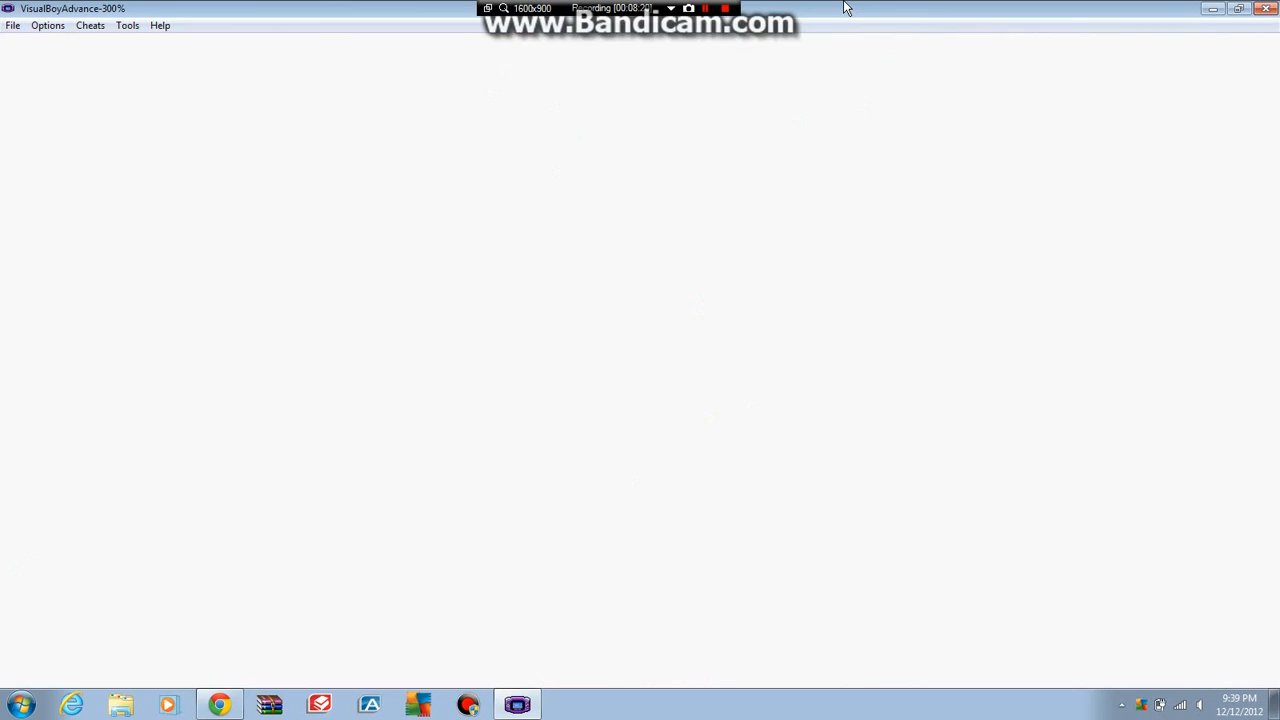 VisualBoyAdvance-300%
1600x900 Recording [00:08:20]
www.Bandicam.com
File Options Cheats Tools Help
9:39 PM
12/12/2012